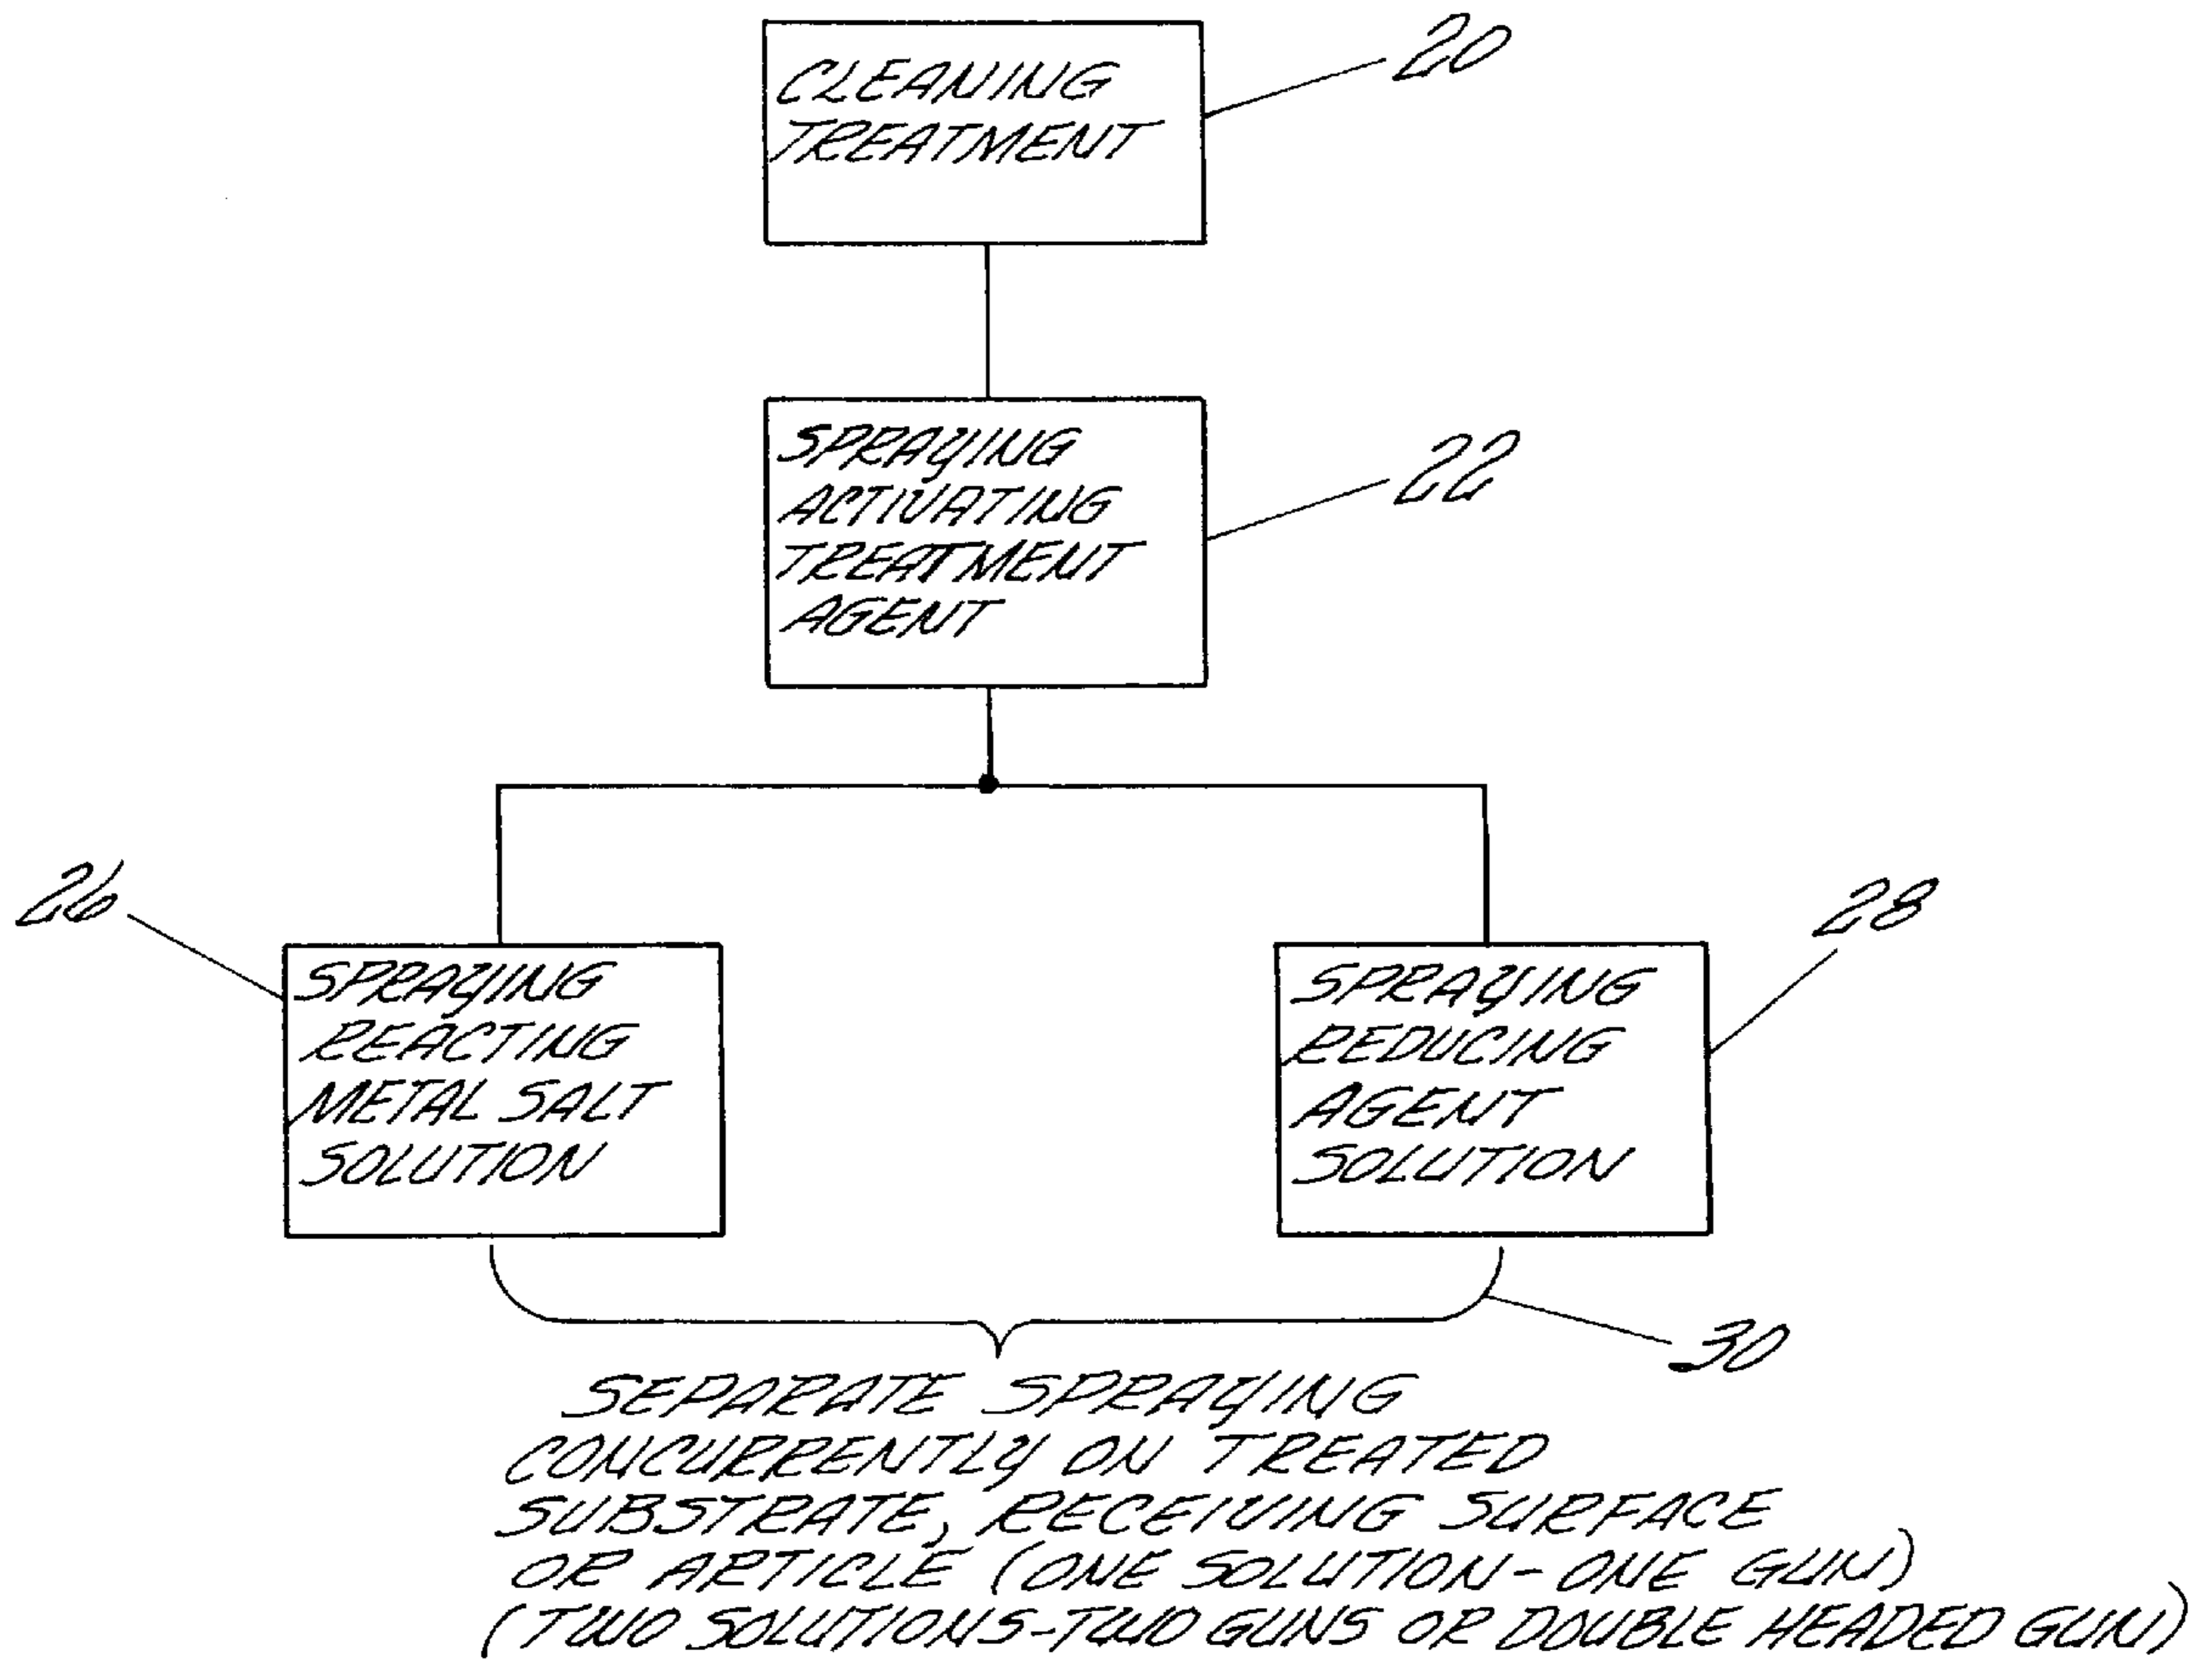 CLEANING
TREATMENT
20
SPRAYING
ACTIVATING
TREATMENT
AGENT
22
26
SPRAYING
REACTING
METAL SALT
SOLUTION
28
SPRAYING
REDUCING
AGENT
SOLUTION
30
SEPARATE SPRAYING
CONCURRENTLY ON TREATED
SUBSTRATE, RECEIVING SURFACE
OR ARTICLE (ONE SOLUTION-ONE GUN)
(TWO SOLUTIONS-TWO GUNS OR DOUBLE HEADED GUN)